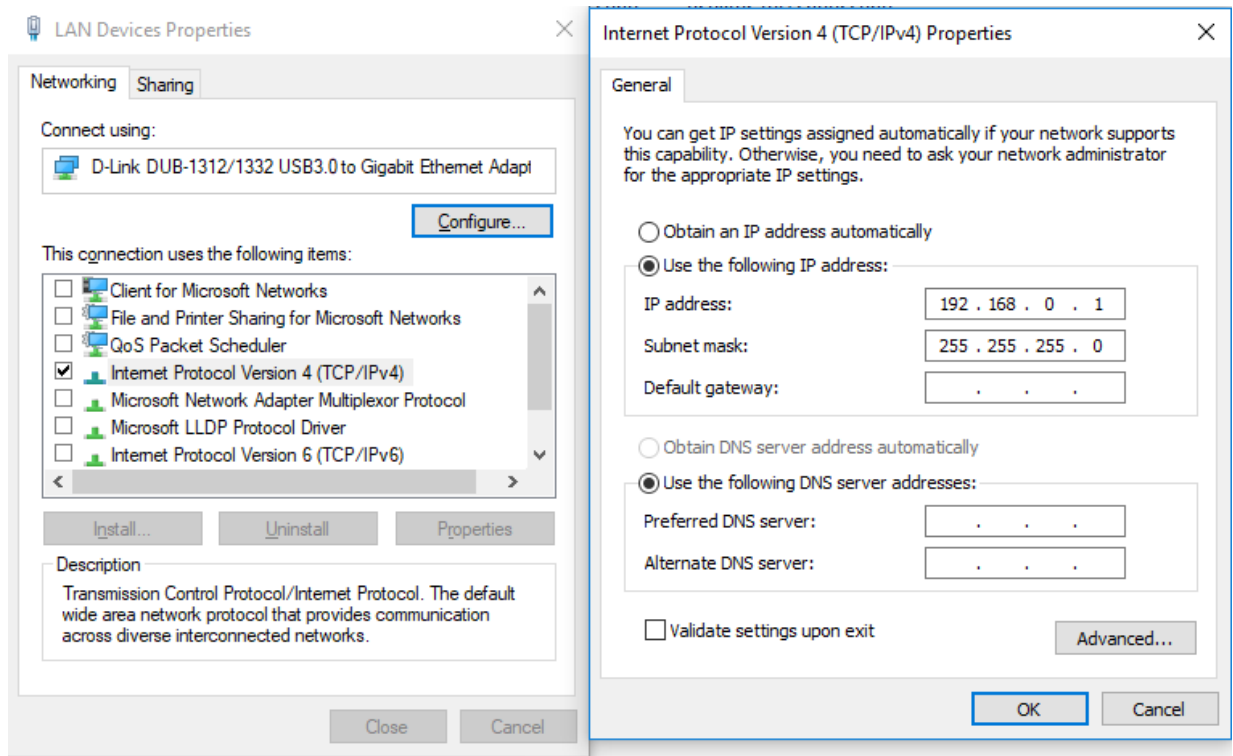 LAN Devices Properties
Networking
Sharing
Connect using:
D-Link DUB-1312/1332 USB3.0 to Gigabit Ethernet Adapt
Configure...
This connection uses the following items:
Client for Microsoft Networks
File and Printer Sharing for Microsoft Networks
QoS Packet Scheduler
Internet Protocol Version 4 (TCP/IPv4)
Microsoft Network Adapter Multiplexor Protocol
Microsoft LLDP Protocol Driver
Internet Protocol Version 6 (TCP/IPv6)
Install...
Uninstall
Properties
Description
Transmission Control Protocol/Internet Protocol. The default
wide area network protocol that provides communication
across diverse interconnected networks.
Close
Cancel
Internet Protocol Version 4 (TCP/IPv4) Properties
General
You can get IP settings assigned automatically if your network supports
this capability. Otherwise, you need to ask your network administrator
for the appropriate IP settings.
Obtain an IP address automatically
Use the following IP address:
IP address: 192 . 168 . 0 . 1
Subnet mask: 255 . 255 . 255 . 0
Default gateway: . . .
Obtain DNS server address automatically
Use the following DNS server addresses:
Preferred DNS server: . . .
Alternate DNS server: . . .
Validate settings upon exit
Advanced...
OK
Cancel